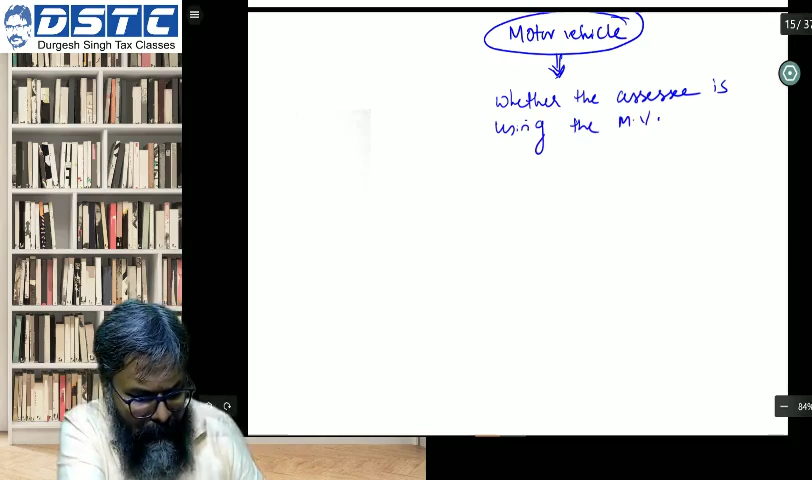 DSTC
Durgesh Singh Tax Classes
15/37
Motor vehicle
whether the assessee is
using the M.V.
84%